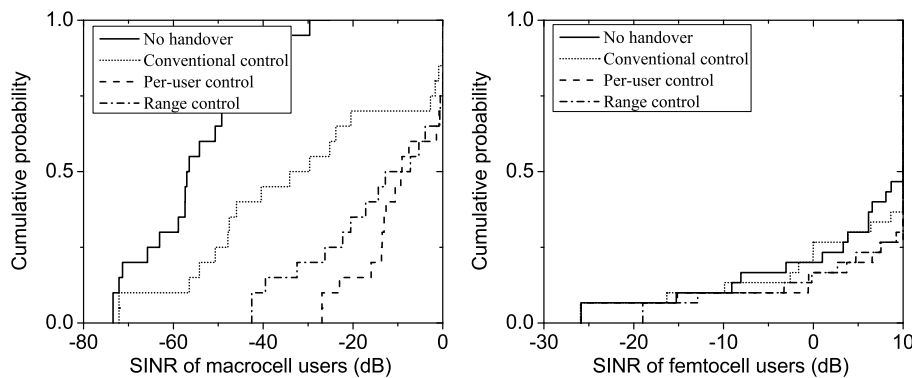 1.0
0.5
0.0
Cumulative probability
No handover
Conventional control
Per-user control
Range control
-80
-60
-40
-20
0
SINR of macrocell users (dB)
1.0
0.5
0.0
Cumulative probability
No handover
Conventional control
Per-user control
Range control
-30
-20
-10
0
10
SINR of femtocell users (dB)